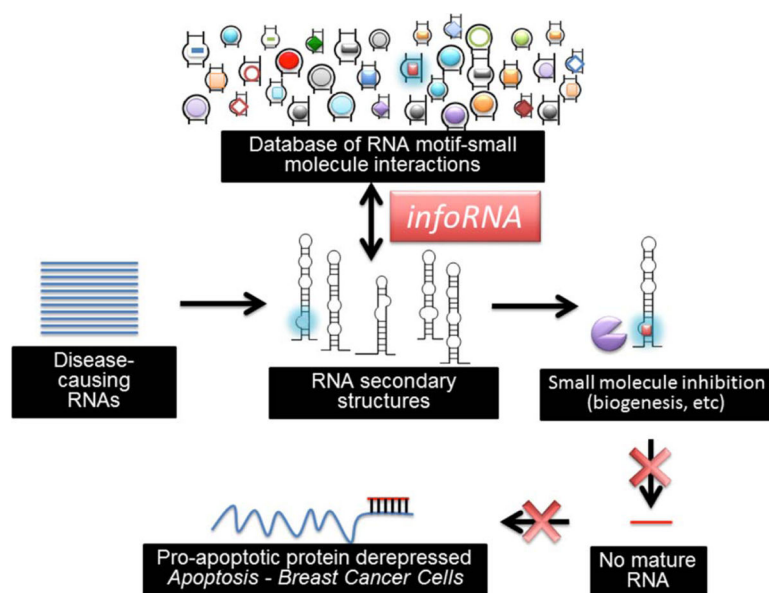 Database of RNA motif-small
molecule interactions
infoRNA
Disease-
causing
RNAs
RNA secondary
structures
Small molecule inhibition
(biogenesis, etc)
Pro-apoptotic protein derepressed
Apoptosis - Breast Cancer Cells
No mature
RNA